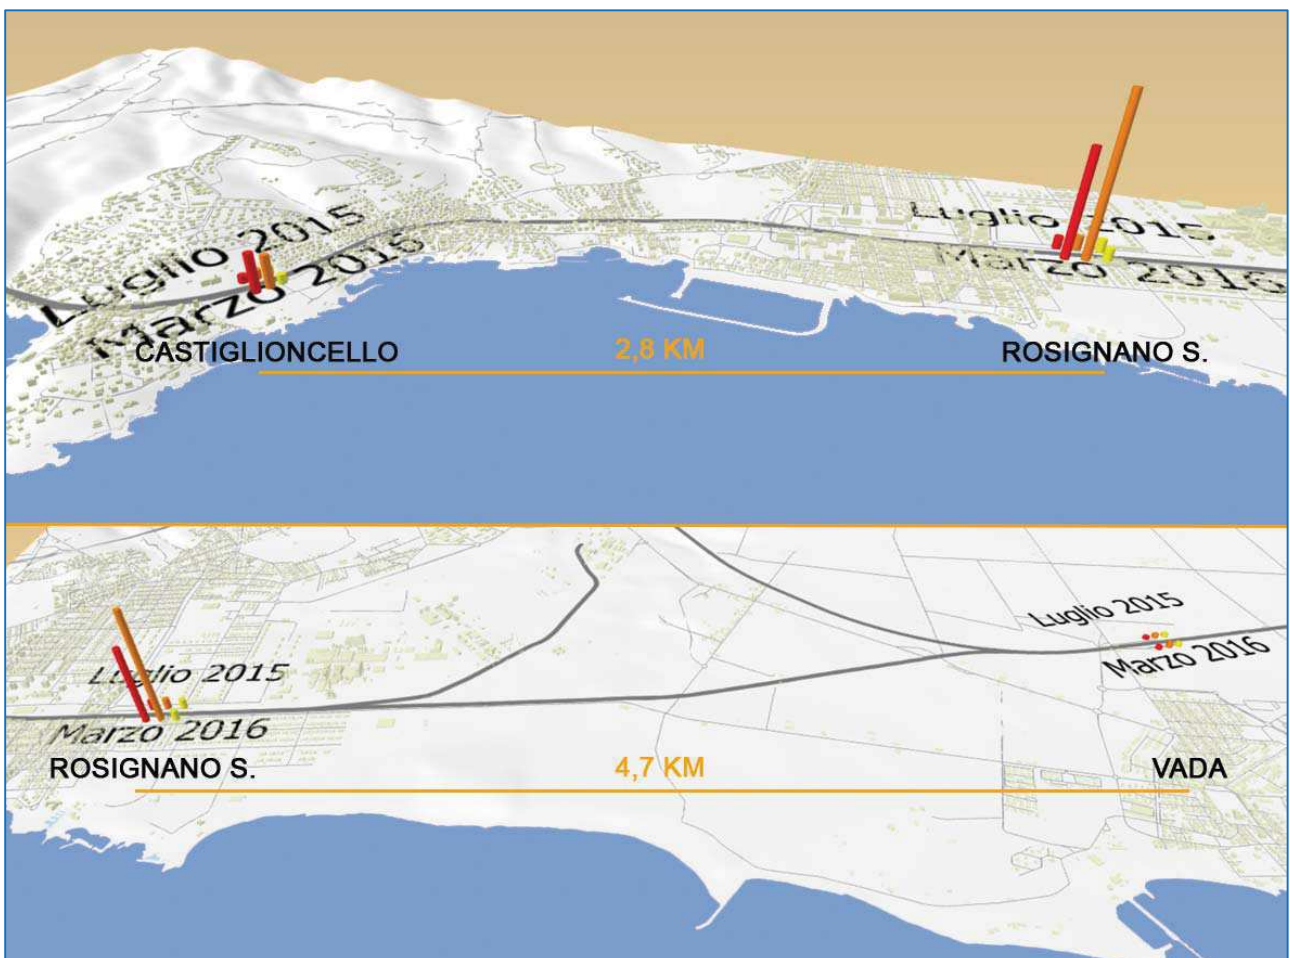 Luglio 2015
Marzo 2016
Luglio 2015
Marzo 2016
CASTIGLIONCELLO
2,8 KM
ROSIGNANO S.
Luglio 2015
Marzo 2016
Luglio 2015
Marzo 2016
ROSIGNANO S.
4,7 KM
VADA